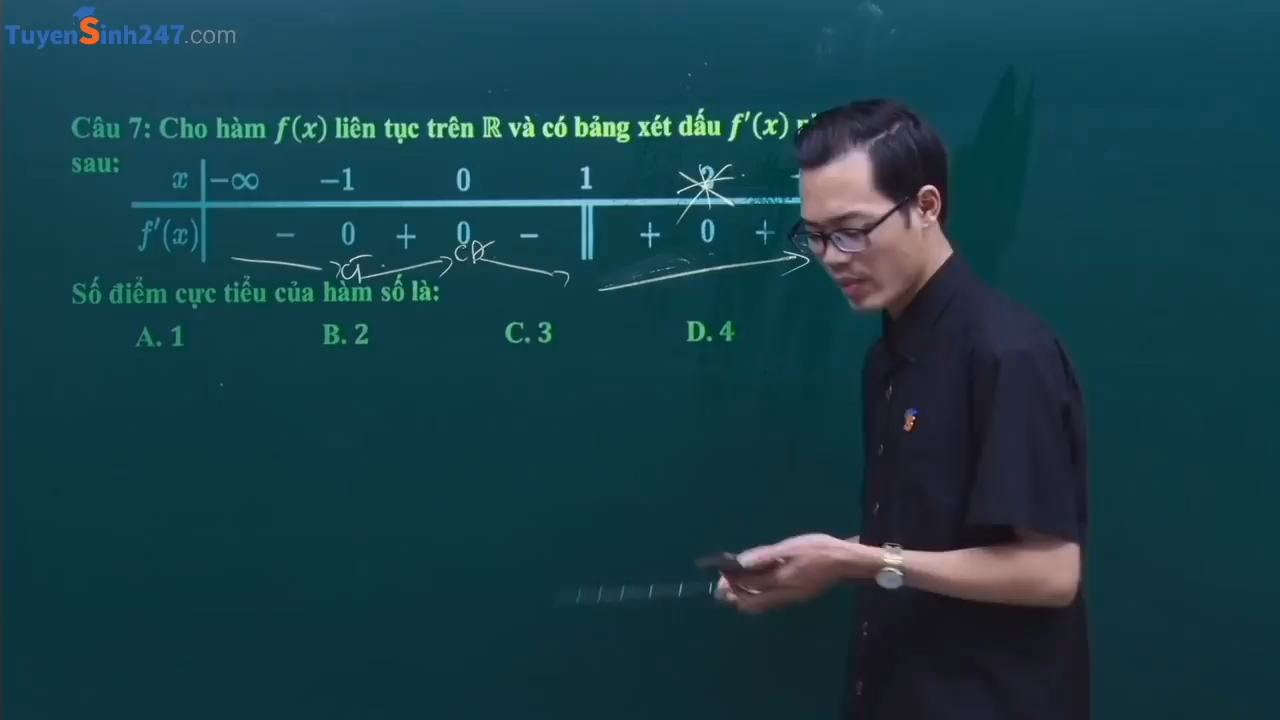 TuyenSinh247.com
Câu 7: Cho hàm f(x) liên tục trên ℝ và có bảng xét dấu f'(x)
sau:
x −∞ −1 0 1 2
f'(x) − 0 + 0 − || + 0 +
CT CĐ
Số điểm cực tiểu của hàm số là:
A. 1 B. 2 C. 3 D. 4